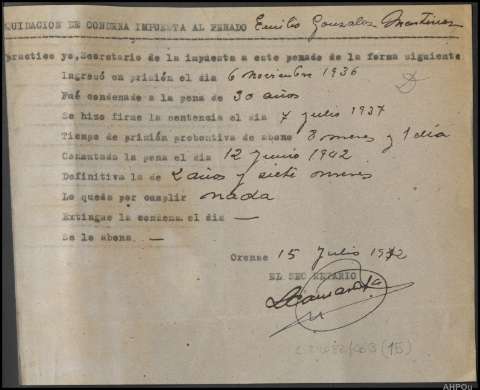 QUIDACION DE CONDENA IMPUESTA AL PENADO Emilio Gonzalez Martinez
practico yo, Secretario de la impuesta a este penado de la forma siguiente
Ingresó en prisión el dia 6 Noviembre 1936
Fué condenado a la pena de 30 años
Se hizo firme la sentencia el dia 7 julio 1937
Tiempo de prisión preventiva de abono 8 meses y 1 día
Comutada la pena el dia 12 Junio 1942
Definitiva la de 2 años y siete meses
Le queda por cumplir nada
Extingue la condena el dia —
Se le abona —
Orense 15 Julio 1942
EL SECRETARIO
(15)
AHPOu